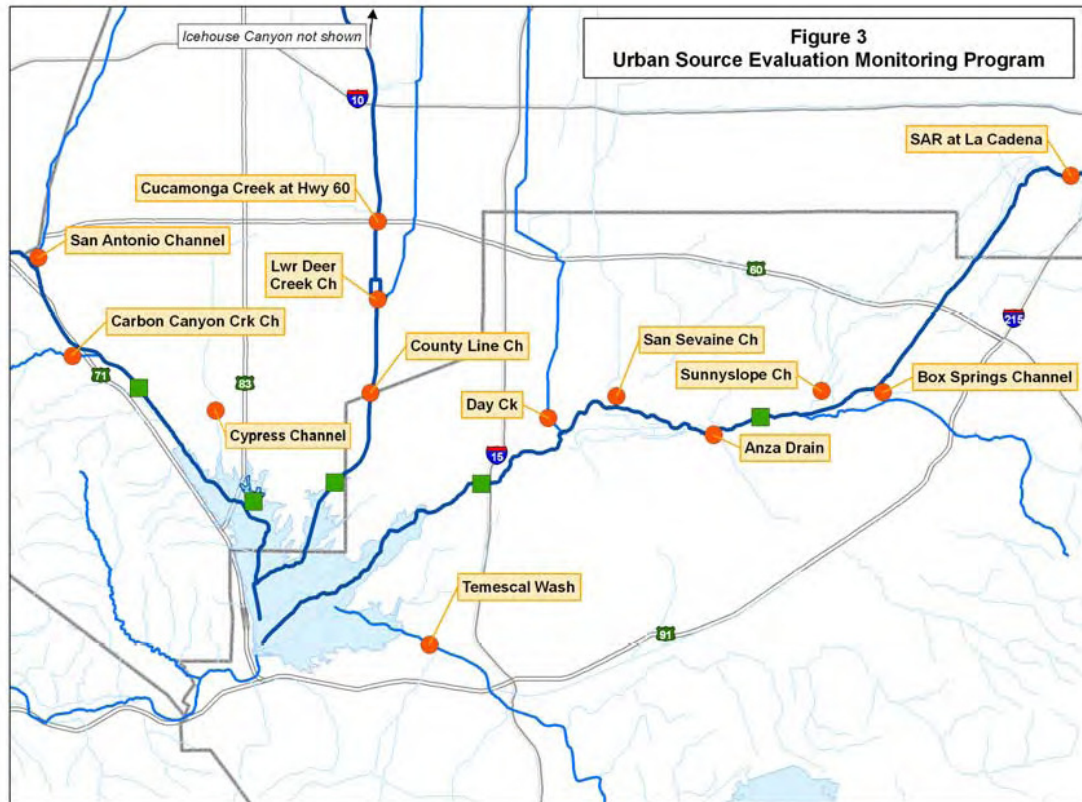 Icehouse Canyon not shown
Figure 3
Urban Source Evaluation Monitoring Program
10
SAR at La Cadena
Cucamonga Creek at Hwy 60
San Antonio Channel
60
Lwr Deer
Creek Ch
215
Carbon Canyon Crk Ch
71
83
County Line Ch
San Sevaine Ch
Sunnyslope Ch
Box Springs Channel
Day Ck
Cypress Channel
Anza Drain
15
Temescal Wash
91